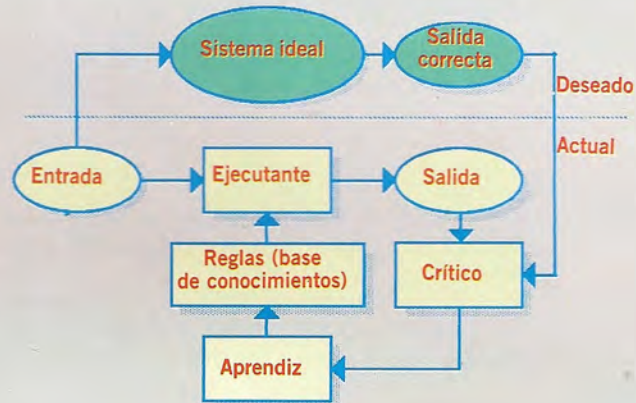 Sistema ideal
Salida
correcta
Deseado
Actual
Entrada
Ejecutante
Salida
Reglas (base
de conocimientos)
Crítico
Aprendiz